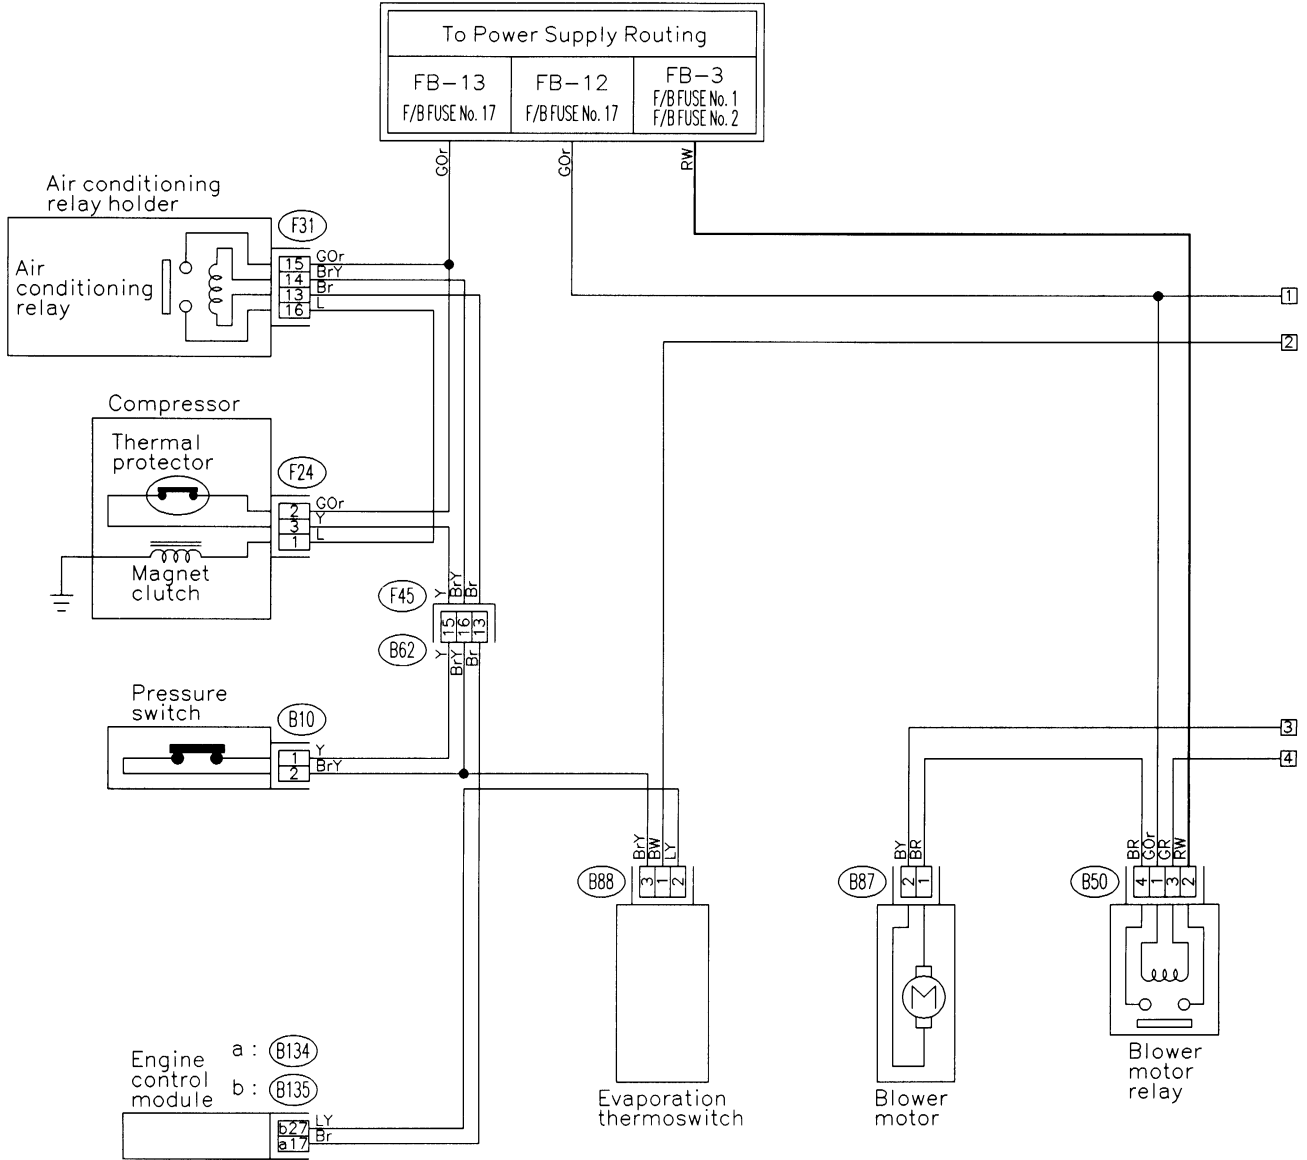 To Power Supply Routing
FB-13
F/B FUSE No. 17
FB-12
F/B FUSE No. 17
FB-3
F/B FUSE No. 1
F/B FUSE No. 2
GOr
GOr
RW
Air conditioning
relay holder
F31
Air
conditioning
relay
15 GOr
14 BrY
13 Br
16 L
1
2
Compressor
Thermal
protector
F24
2 GOr
3 Y
1 L
Magnet
clutch
F45
Y BrY Br
15 16 13
B62
Y BrY Br
Pressure
switch
B10
1 Y
2 BrY
3
4
BrY BW LY
B88
3 1 2
BY BR
B87
2 1
BR GOr GR RW
B50
4 1 3 2
M
Evaporation
thermoswitch
Blower
motor
Blower
motor
relay
Engine
control
module
a : B134
b : B135
b27 LY
a17 Br